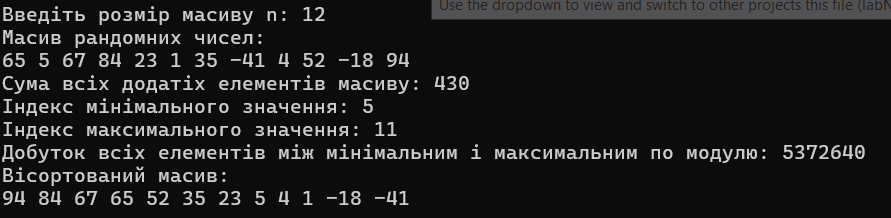 Use the dropdown to view and switch to other projects this file (labN
Введіть розмір масиву n: 12
Масив рандомних чисел:
65 5 67 84 23 1 35 -41 4 52 -18 94
Сума всіх додатіх елементів масиву: 430
Індекс мінімального значення: 5
Індекс максимального значення: 11
Добуток всіх елементів між мінімальним і максимальним по модулю: 5372640
Вісортований масив:
94 84 67 65 52 35 23 5 4 1 -18 -41